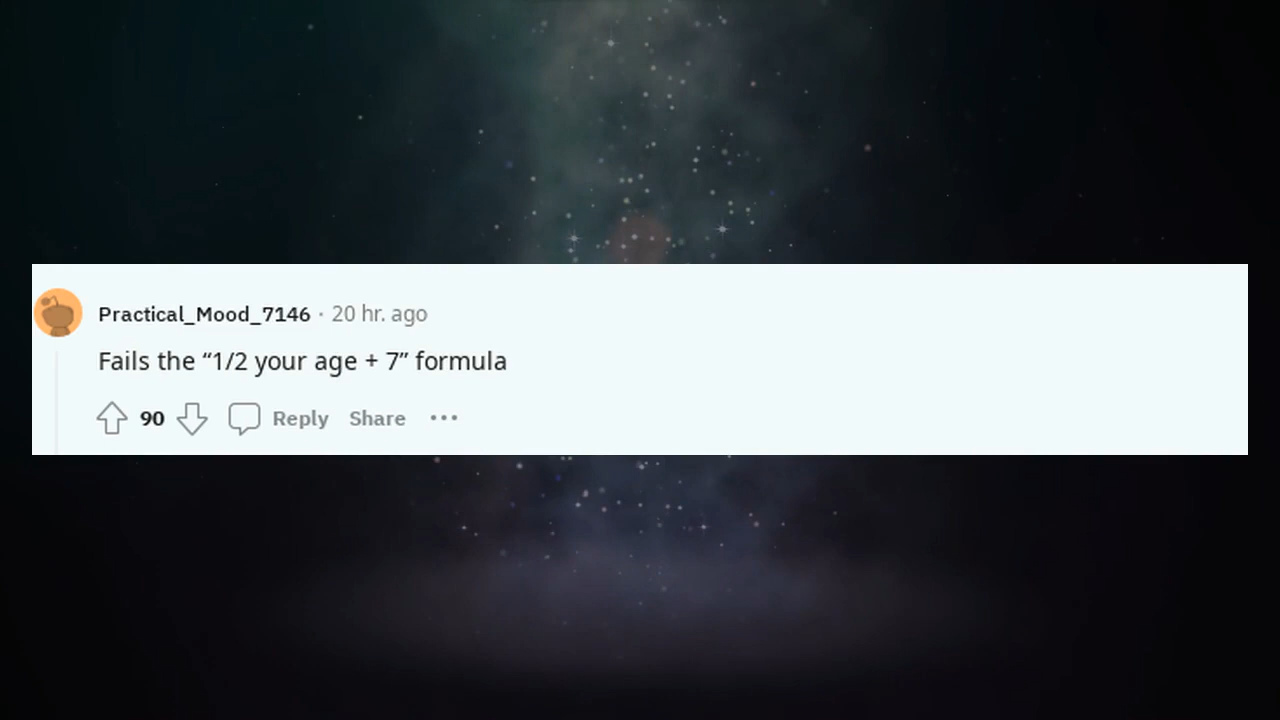 Practical_Mood_7146 · 20 hr. ago
Fails the “1/2 your age + 7” formula
90 Reply Share ···